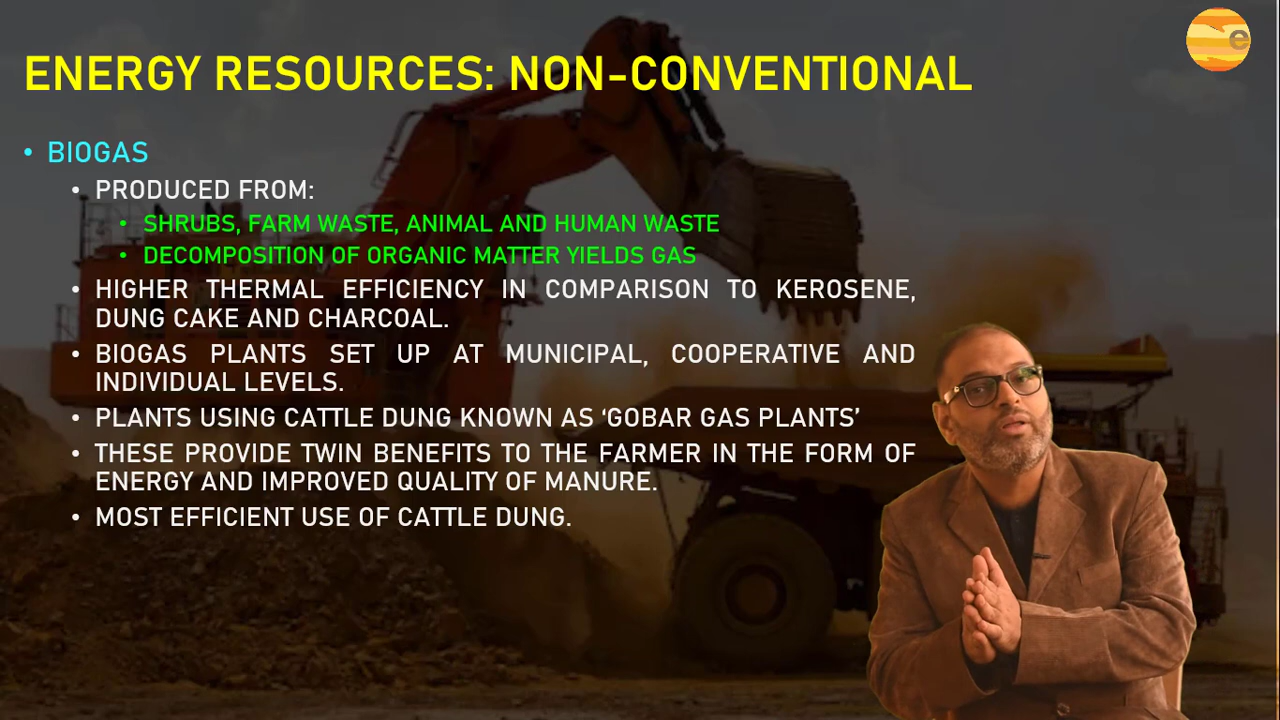 e
ENERGY RESOURCES: NON-CONVENTIONAL
• BIOGAS
• PRODUCED FROM:
• SHRUBS, FARM WASTE, ANIMAL AND HUMAN WASTE
• DECOMPOSITION OF ORGANIC MATTER YIELDS GAS
• HIGHER THERMAL EFFICIENCY IN COMPARISON TO KEROSENE,
DUNG CAKE AND CHARCOAL.
• BIOGAS PLANTS SET UP AT MUNICIPAL, COOPERATIVE AND
INDIVIDUAL LEVELS.
• PLANTS USING CATTLE DUNG KNOWN AS ‘GOBAR GAS PLANTS’
• THESE PROVIDE TWIN BENEFITS TO THE FARMER IN THE FORM OF
ENERGY AND IMPROVED QUALITY OF MANURE.
• MOST EFFICIENT USE OF CATTLE DUNG.